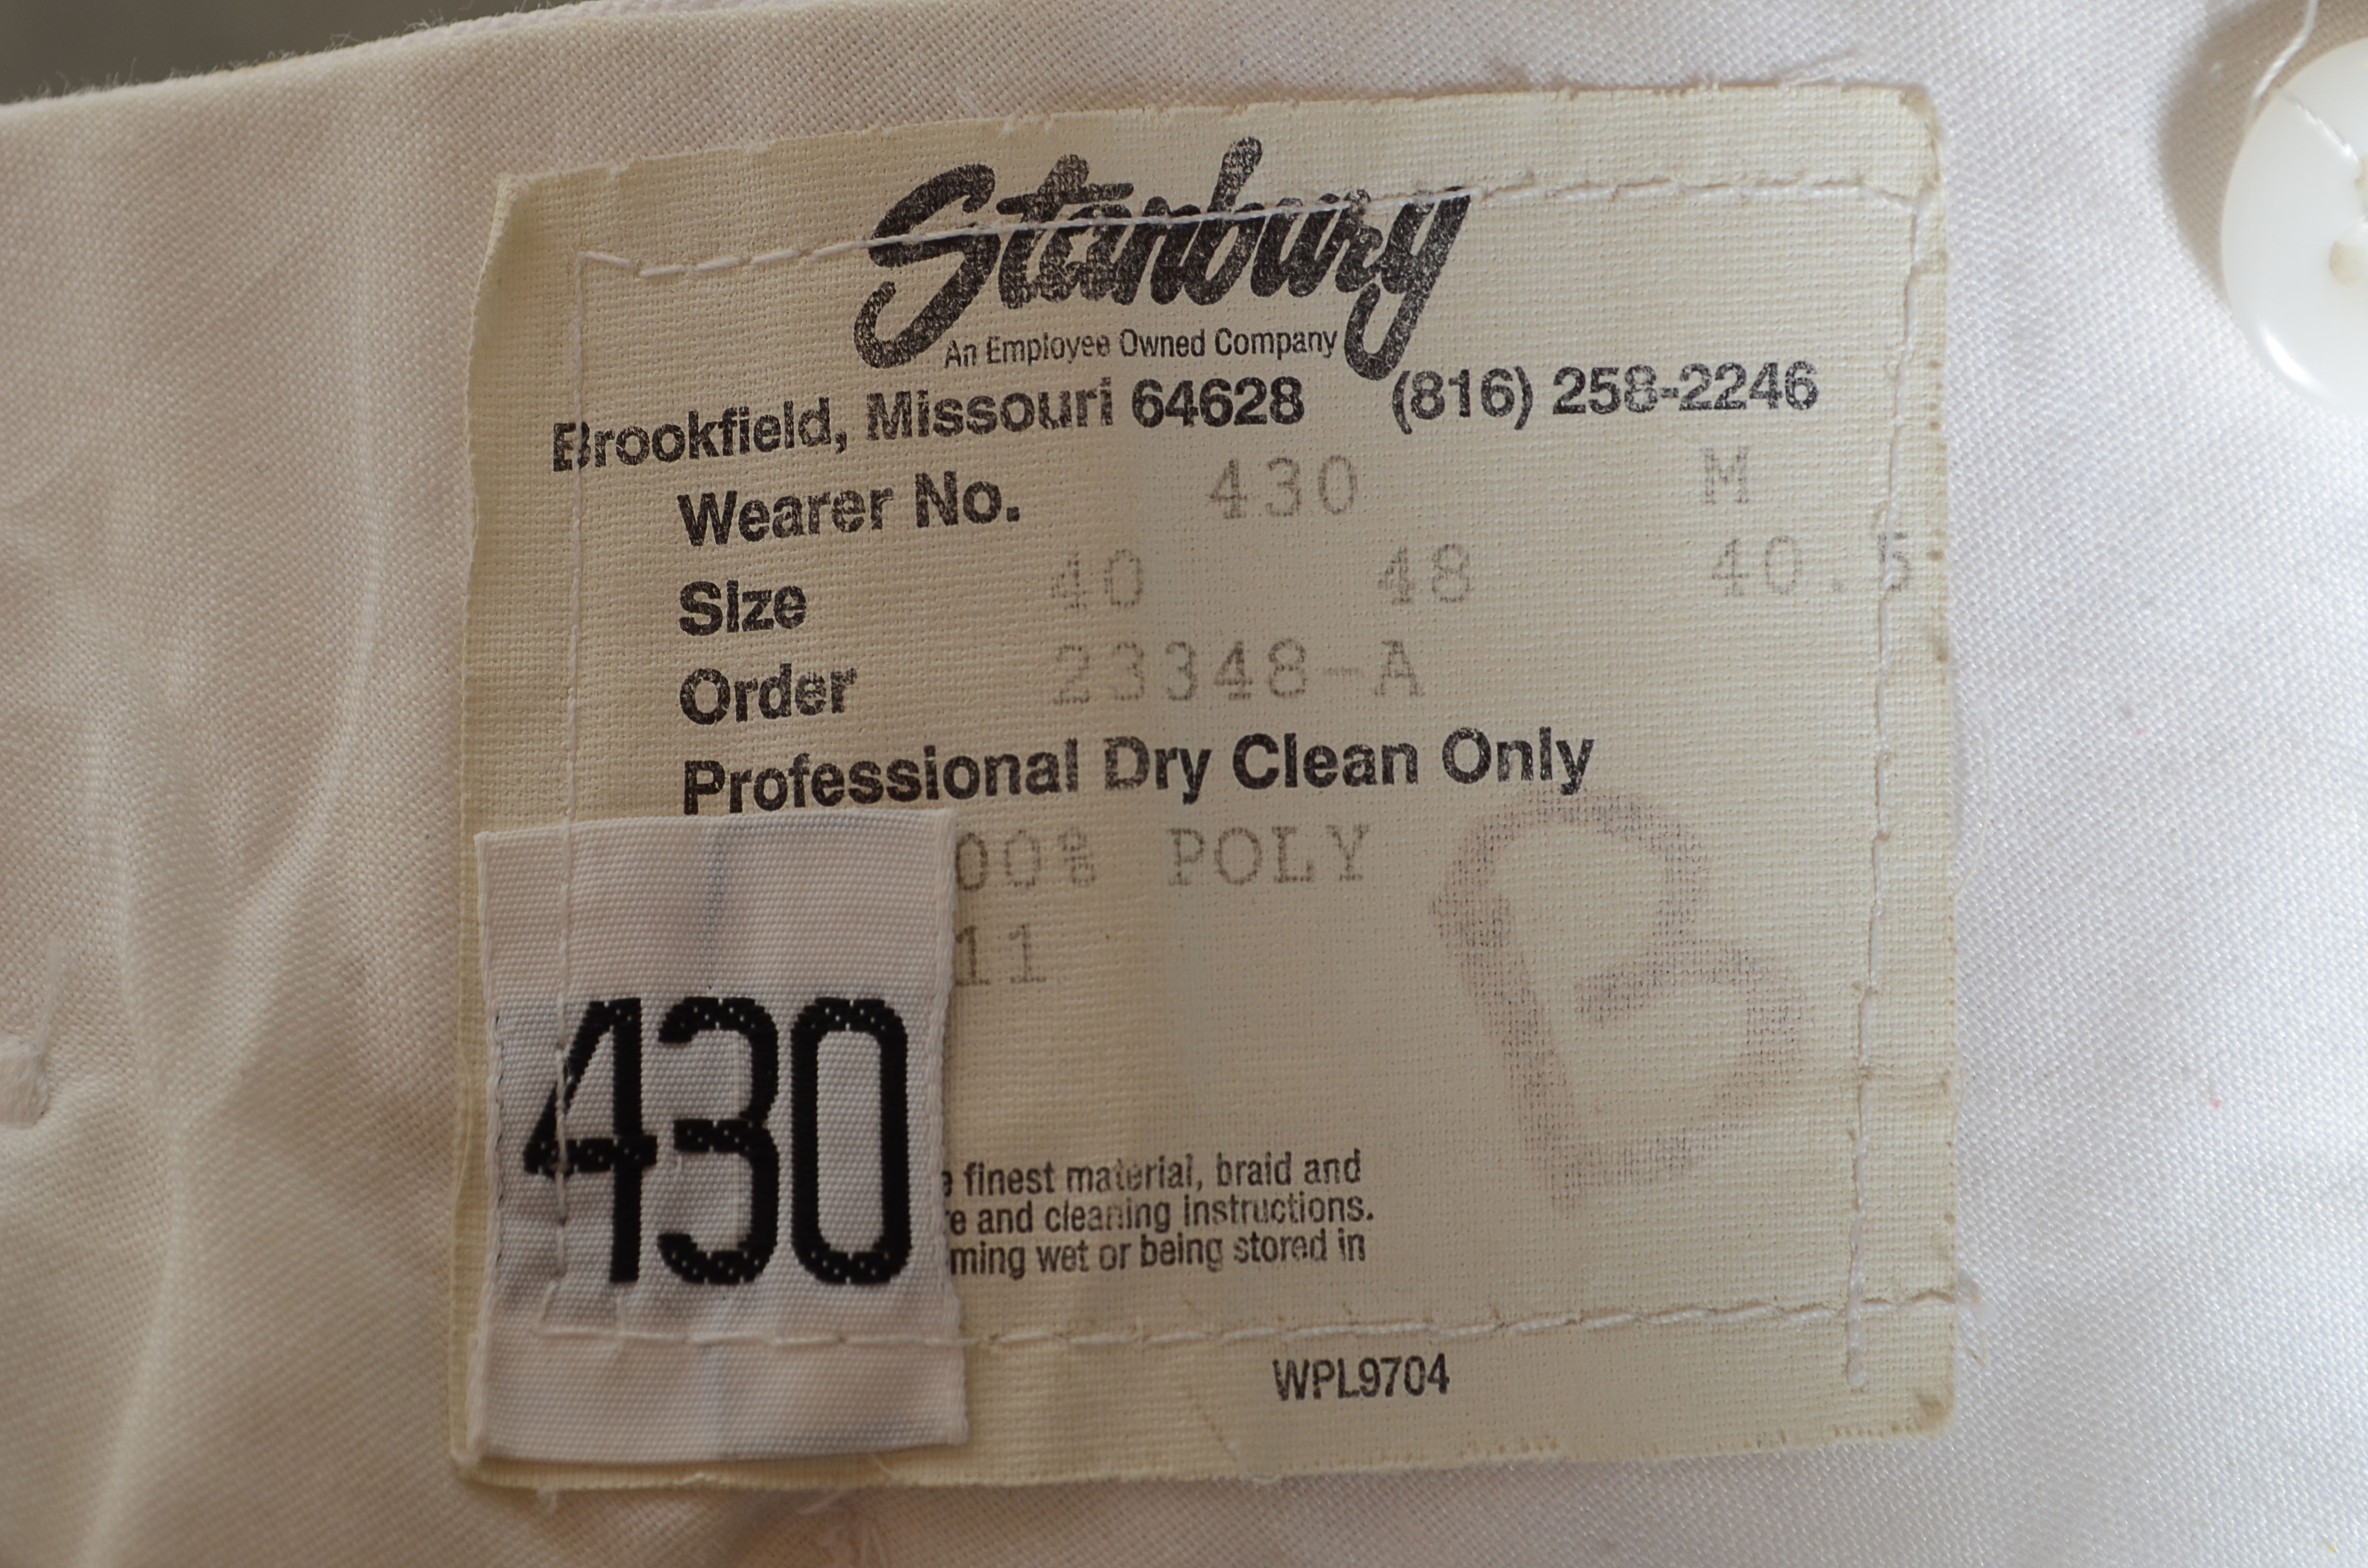 Stanbury
An Employee Owned Company
Brookfield, Missouri 64628 (816) 258-2246
Wearer No. 430 M
Size 40 48 40.5
Order 23348-A
Professional Dry Clean Only
00% POLY
11
430
B
finest material, braid and
and cleaning instructions.
wet or being stored in
WPL9704